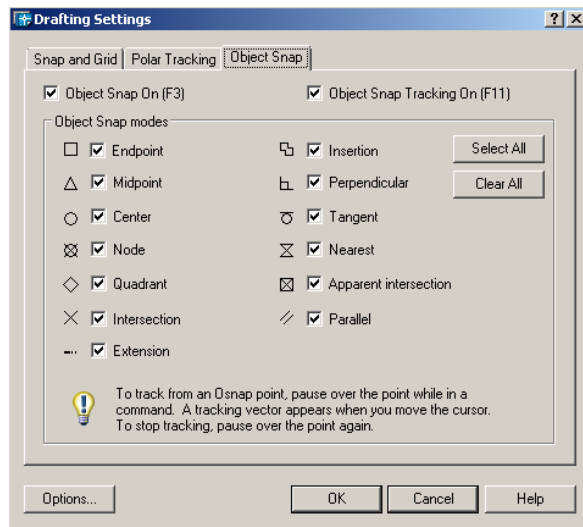 Drafting Settings
Snap and Grid Polar Tracking Object Snap
Object Snap On (F3) Object Snap Tracking On (F11)
Object Snap modes
Endpoint Insertion Select All
Midpoint Perpendicular Clear All
Center Tangent
Node Nearest
Quadrant Apparent intersection
Intersection Parallel
Extension
To track from an Osnap point, pause over the point while in a
command. A tracking vector appears when you move the cursor.
To stop tracking, pause over the point again.
Options... OK Cancel Help